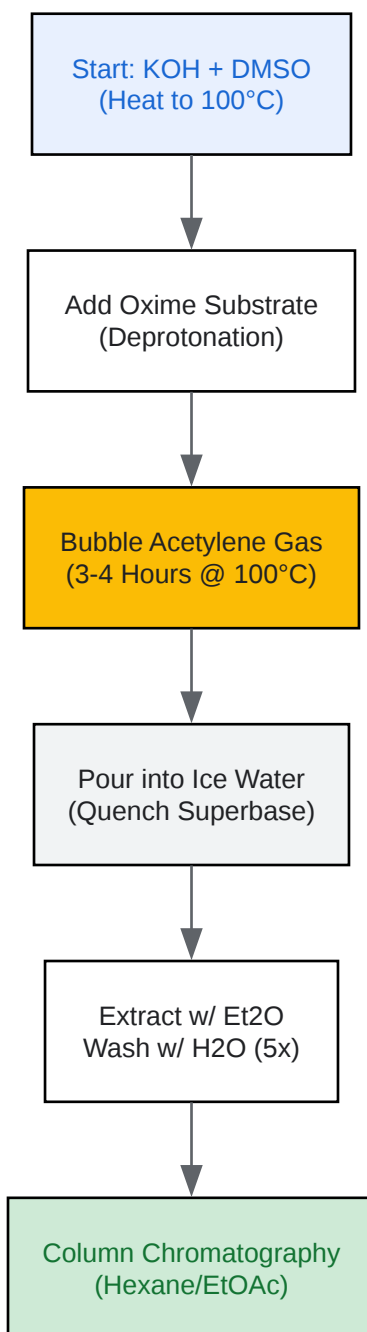 Start: KOH + DMSO
(Heat to 100°C)
Add Oxime Substrate
(Deprotonation)
Bubble Acetylene Gas
(3-4 Hours @ 100°C)
Pour into Ice Water
(Quench Superbase)
Extract w/ Et2O
Wash w/ H2O (5x)
Column Chromatography
(Hexane/EtOAc)